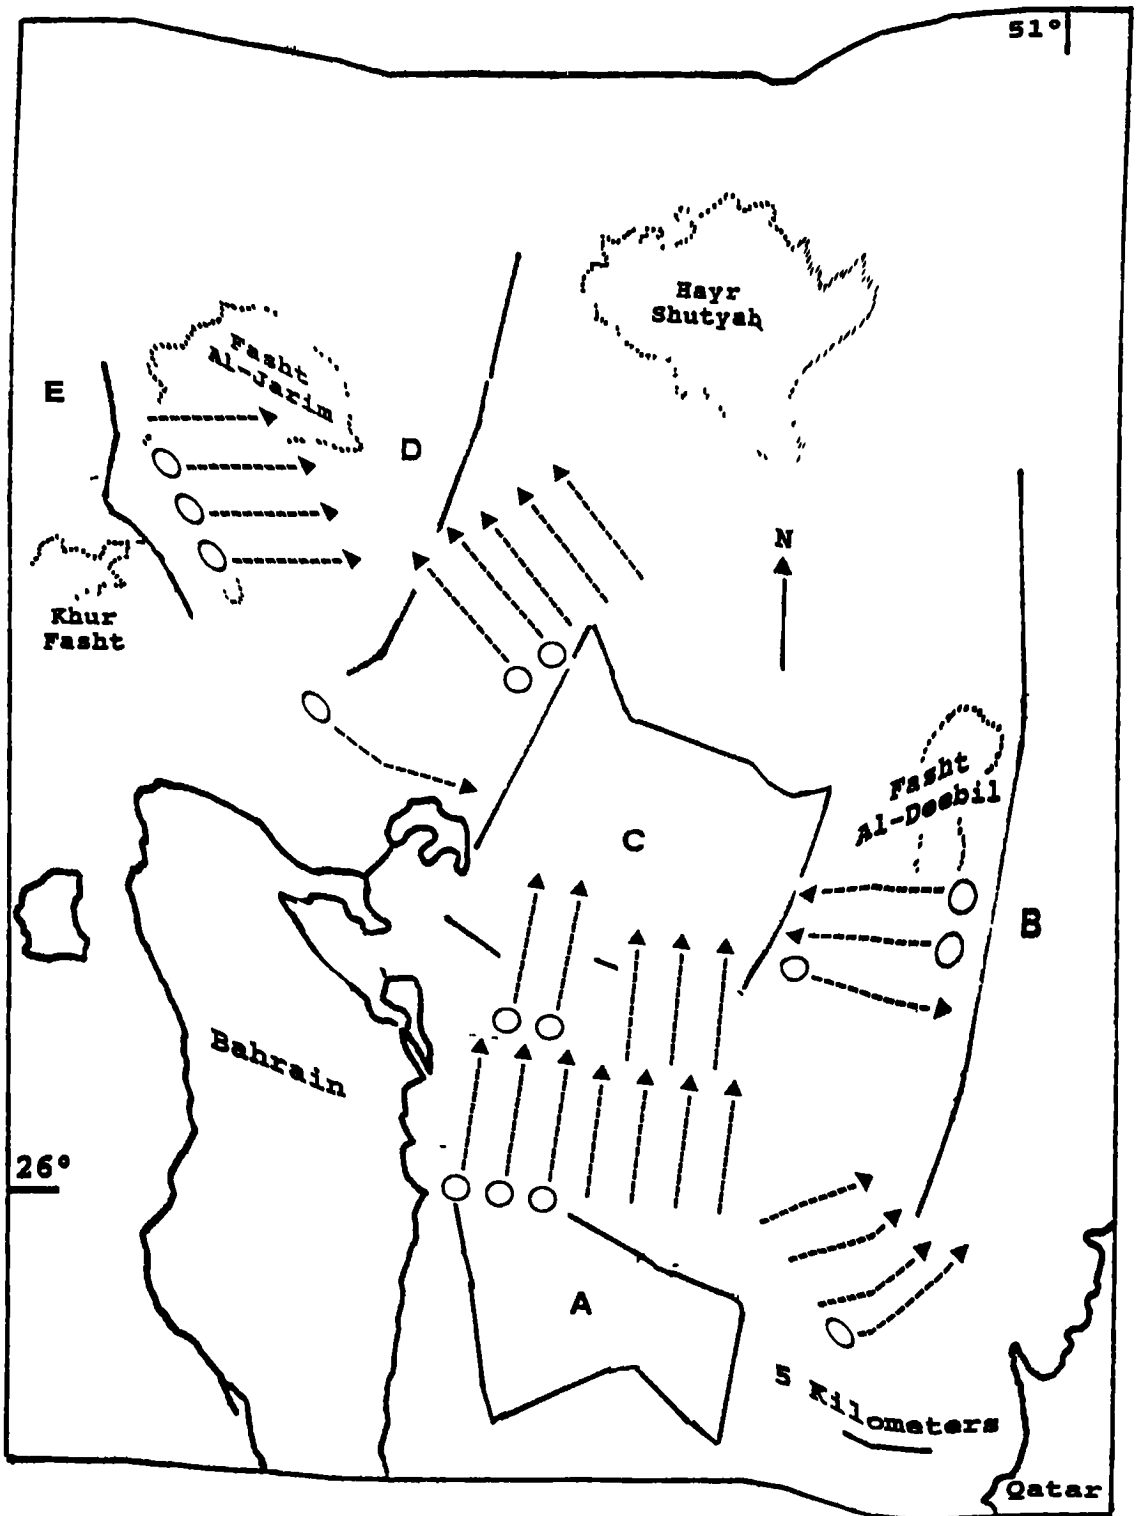 51°
Hayr
Shutyah
Fasht
Al-Jarim
E
D
N
Khur
Fasht
Fasht
Al-Deebil
C
B
Bahrain
26°
A
5 Kilometers
Qatar